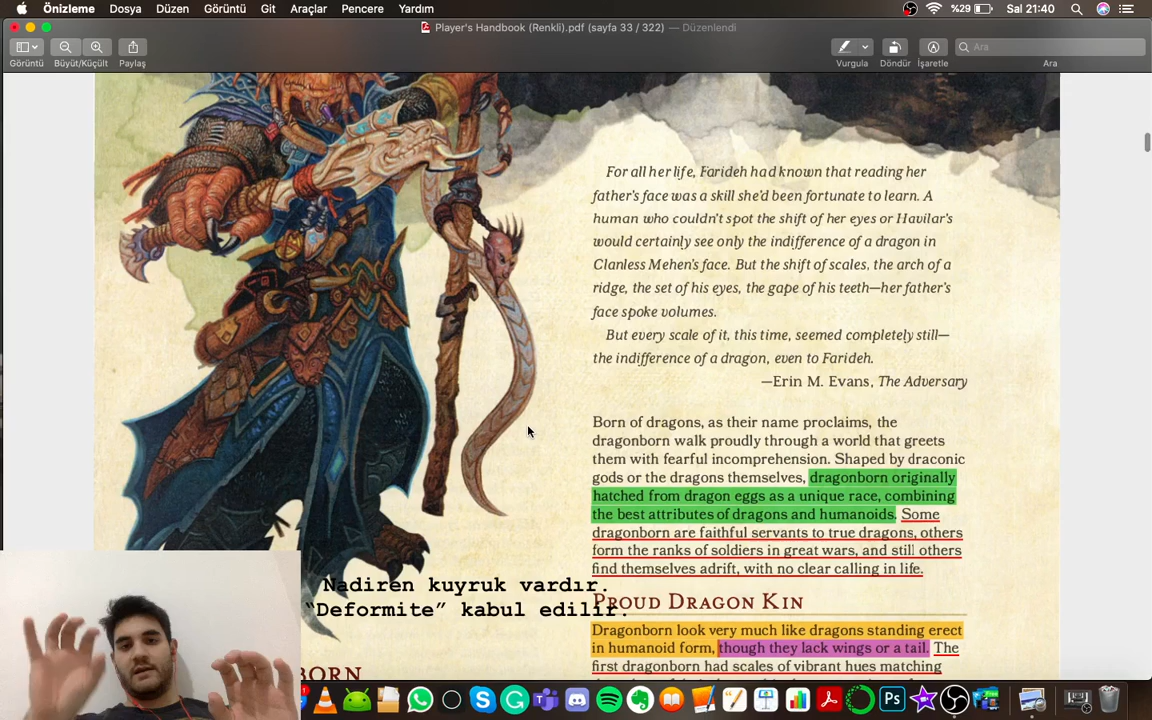 Önizleme Dosya Düzen Görüntü Git Araçlar Pencere Yardım %29 Sal 21:40
Player's Handbook (Renkli).pdf (sayfa 33 / 322) — Düzenlendi
Ara
Görüntü Büyüt/Küçült Paylaş Vurgula Döndür İşaretle Ara
For all her life, Farideh had known that reading her
father's face was a skill she'd been fortunate to learn. A
human who couldn't spot the shift of her eyes or Havilar's
would certainly see only the indifference of a dragon in
Clanless Mehen's face. But the shift of scales, the arch of a
ridge, the set of his eyes, the gape of his teeth—her father's
face spoke volumes.
But every scale of it, this time, seemed completely still—
the indifference of a dragon, even to Farideh.
—Erin M. Evans, The Adversary
Born of dragons, as their name proclaims, the
dragonborn walk proudly through a world that greets
them with fearful incomprehension. Shaped by draconic
gods or the dragons themselves, dragonborn originally
hatched from dragon eggs as a unique race, combining
the best attributes of dragons and humanoids. Some
dragonborn are faithful servants to true dragons, others
form the ranks of soldiers in great wars, and still others
find themselves adrift, with no clear calling in life.
Proud Dragon Kin
Dragonborn look very much like dragons standing erect
in humanoid form, though they lack wings or a tail. The
first dragonborn had scales of vibrant hues matching
Nadiren kuyruk vardır.
"Deformite" kabul edilir.
BORN